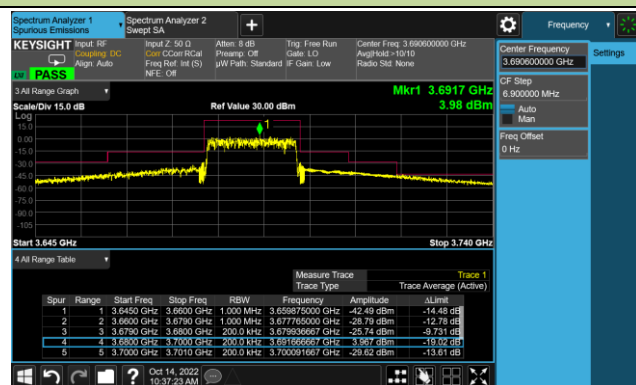 Spectrum Analyzer 1
Spurious Emissions
Spectrum Analyzer 2
Swept SA
+
Frequency
KEYSIGHT
Input: RF
Coupling: DC
Align: Auto
Input Z: 50 Ω
Corr CCorr RCal
Freq Ref: Int (S)
NFE: Off
Atten: 8 dB
Preamp: Off
µW Path: Standard
Trig: Free Run
Gate: LO
IF Gain: Low
Center Freq: 3.690600000 GHz
Avg|Hold:>10/10
Radio Std: None
PASS
Center Frequency
3.690600000 GHz
Settings
CF Step
6.900000 MHz
Auto
Man
Freq Offset
0 Hz
3 All Range Graph
Mkr1 3.6917 GHz
Scale/Div 15.0 dB
Ref Value 30.00 dBm
3.98 dBm
Log
1
15.0
0.00
-15.0
-30.0
-45.0
-60.0
-75.0
-90.0
-105
Start 3.645 GHz
Stop 3.740 GHz
4 All Range Table
Measure Trace Trace 1
Trace Type Trace Average (Active)
Spur Range Start Freq Stop Freq RBW Frequency Amplitude ΔLimit
1 1 3.6450 GHz 3.6600 GHz 1.000 MHz 3.659875000 GHz -42.49 dBm -14.48 dB
2 2 3.6600 GHz 3.6790 GHz 1.000 MHz 3.677765000 GHz -28.79 dBm -12.78 dB
3 3 3.6790 GHz 3.6800 GHz 200.0 kHz 3.679936667 GHz -25.74 dBm -9.731 dB
4 4 3.6800 GHz 3.7000 GHz 200.0 kHz 3.691666667 GHz 3.967 dBm -19.02 dB
5 5 3.7000 GHz 3.7010 GHz 200.0 kHz 3.700091667 GHz -29.62 dBm -13.61 dB
?
Oct 14, 2022
10:37:23 AM